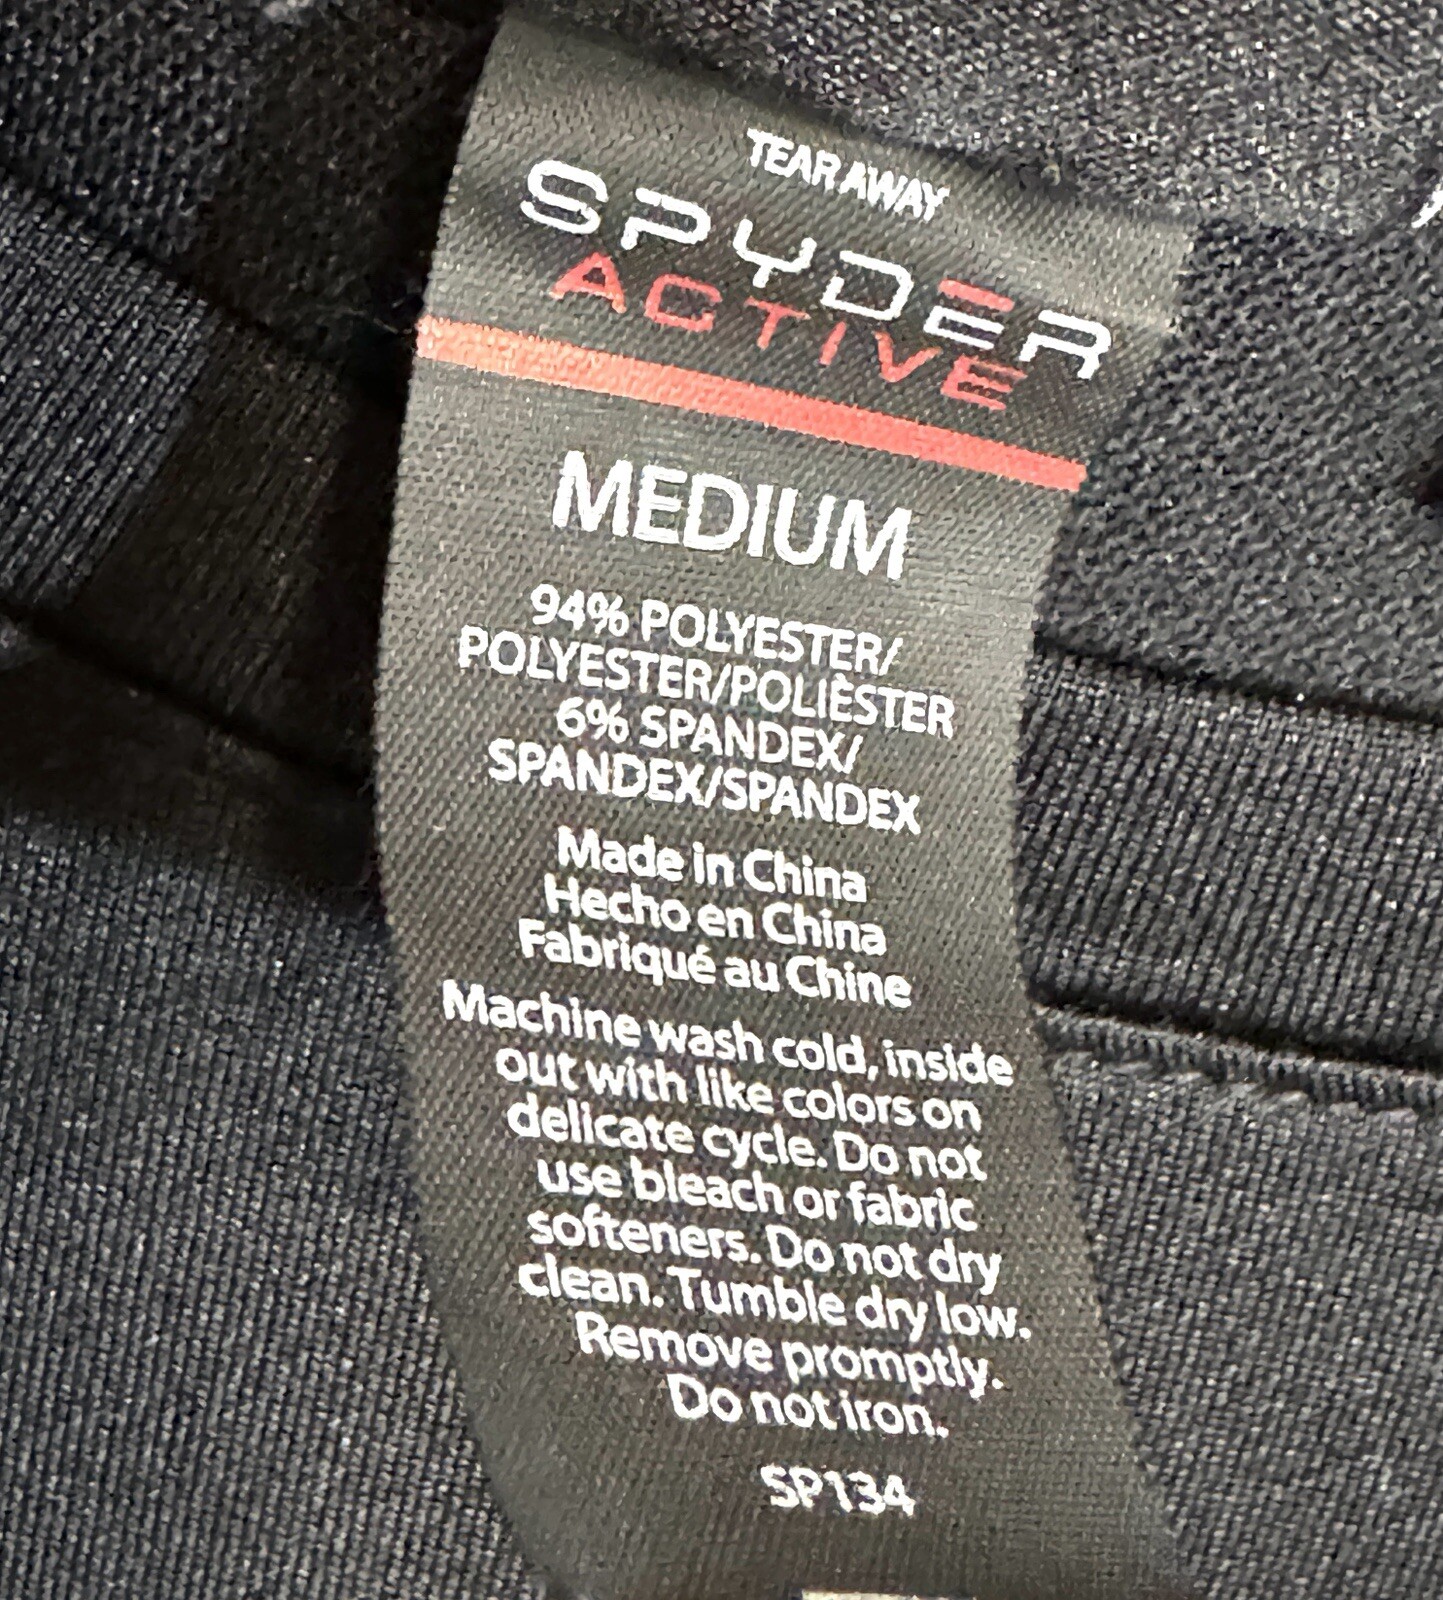 TEAR AWAY
SPYDER
ACTIVE
MEDIUM
94% POLYESTER/
POLYESTER/POLIÈSTER
6% SPANDEX/
SPANDEX/SPANDEX
Made in China
Hecho en China
Fabriqué au Chine
Machine wash cold, inside
out with like colors on
delicate cycle. Do not
use bleach or fabric
softeners. Do not dry
clean. Tumble dry low.
Remove promptly.
Do not iron.
SP134